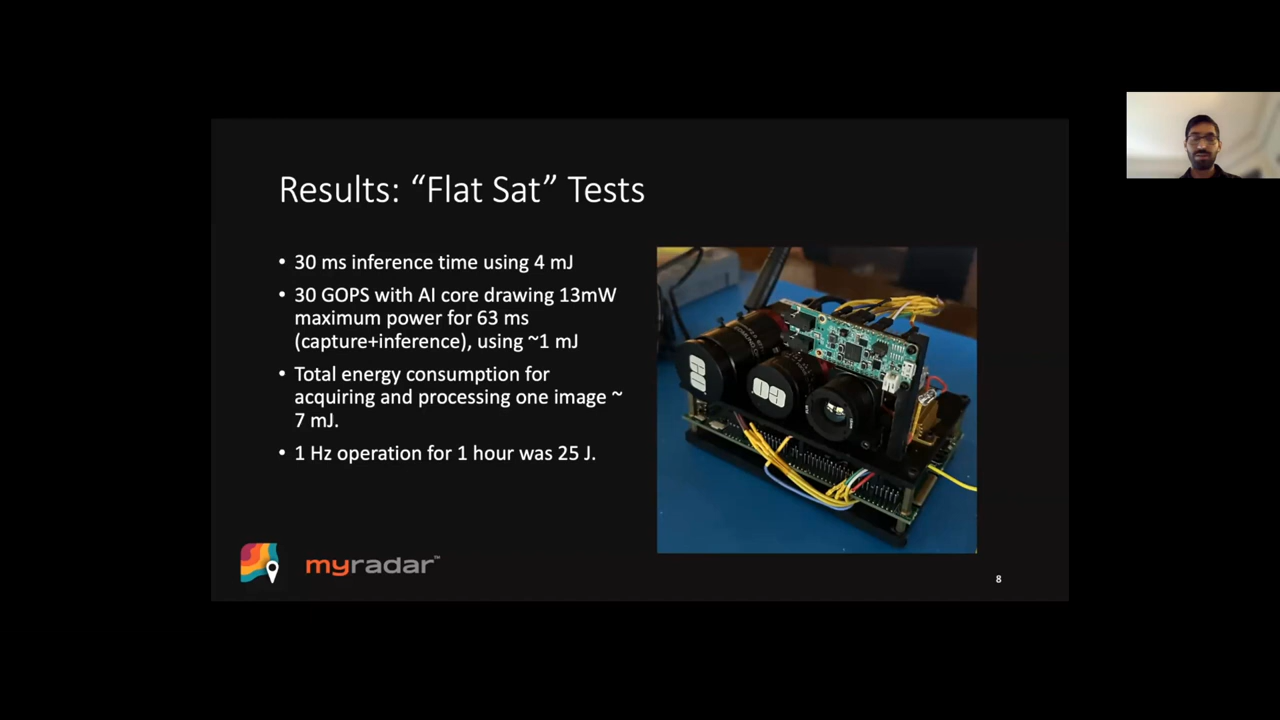 Results: “Flat Sat” Tests
• 30 ms inference time using 4 mJ
• 30 GOPS with AI core drawing 13mW
maximum power for 63 ms
(capture+inference), using ~1 mJ
• Total energy consumption for
acquiring and processing one image ~
7 mJ.
• 1 Hz operation for 1 hour was 25 J.
myradar™
8